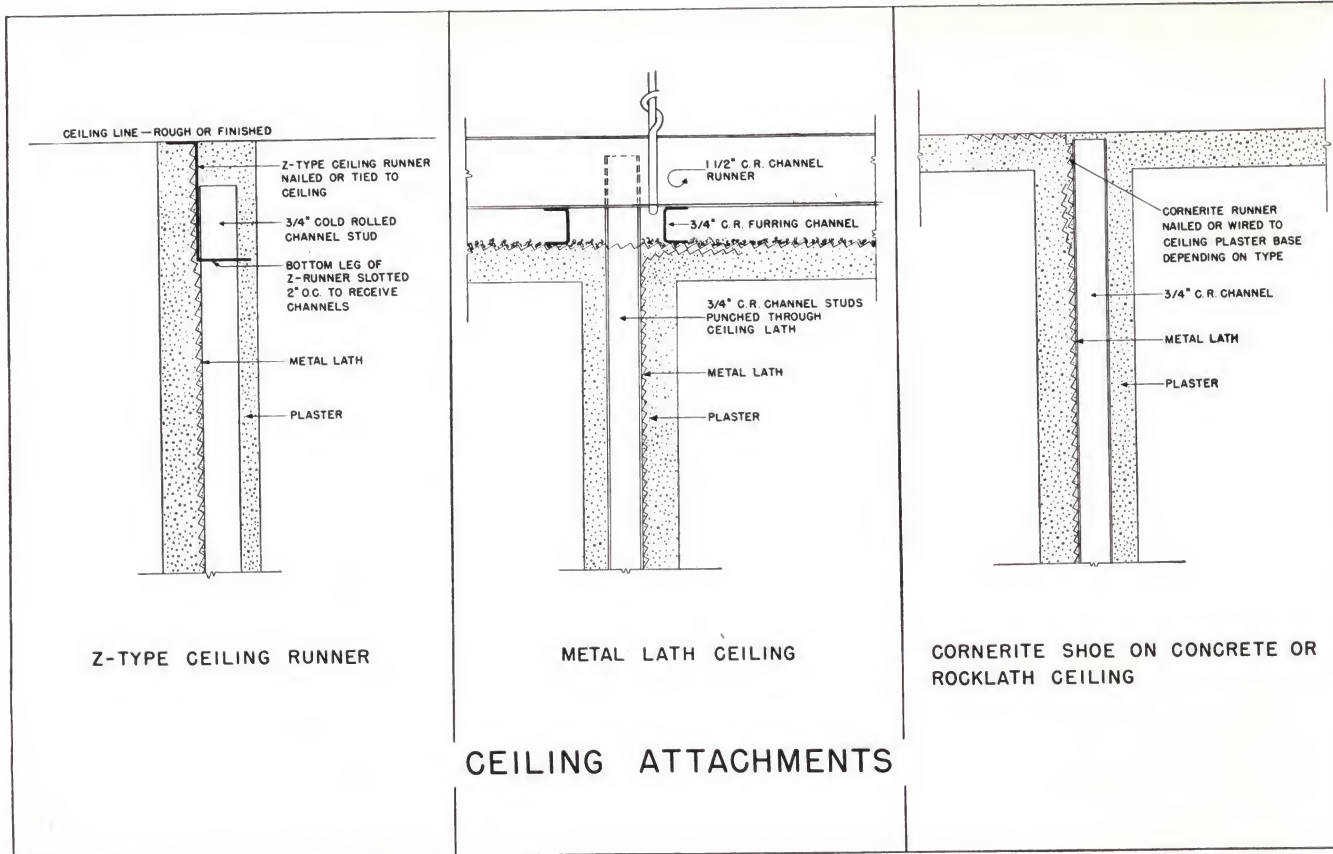 CEILING LINE — ROUGH OR FINISHED
Z-TYPE CEILING RUNNER
NAILED OR TIED TO
CEILING
3/4" COLD ROLLED
CHANNEL STUD
BOTTOM LEG OF
Z-RUNNER SLOTTED
2" O.C. TO RECEIVE
CHANNELS
METAL LATH
PLASTER
Z-TYPE CEILING RUNNER
1 1/2" C.R. CHANNEL
RUNNER
3/4" C.R. FURRING CHANNEL
3/4" C.R. CHANNEL STUDS
PUNCHED THROUGH
CEILING LATH
METAL LATH
PLASTER
METAL LATH CEILING
CORNERITE RUNNER
NAILED OR WIRED TO
CEILING PLASTER BASE
DEPENDING ON TYPE
3/4" C.R. CHANNEL
METAL LATH
PLASTER
CORNERITE SHOE ON CONCRETE OR
ROCKLATH CEILING
CEILING ATTACHMENTS